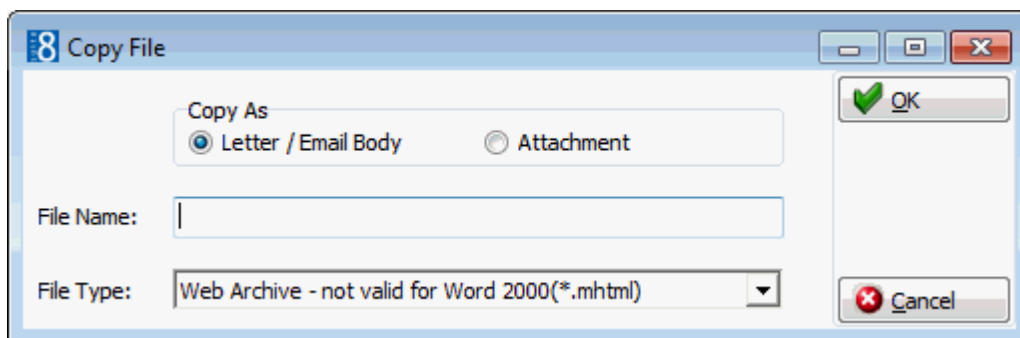 8 Copy File
Copy As
Letter / Email Body Attachment
File Name:
File Type: Web Archive - not valid for Word 2000(*.mhtml)
OK
Cancel